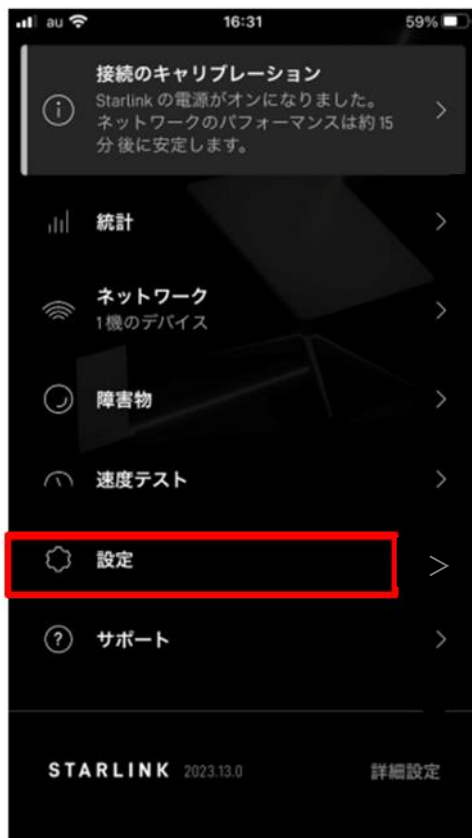 au 16:31 59%
接続のキャリブレーション
Starlink の電源がオンになりました。
ネットワークのパフォーマンスは約 15
分 後に安定します。
統計
ネットワーク
1機のデバイス
障害物
速度テスト
設定
サポート
STARLINK 2023.13.0 詳細設定